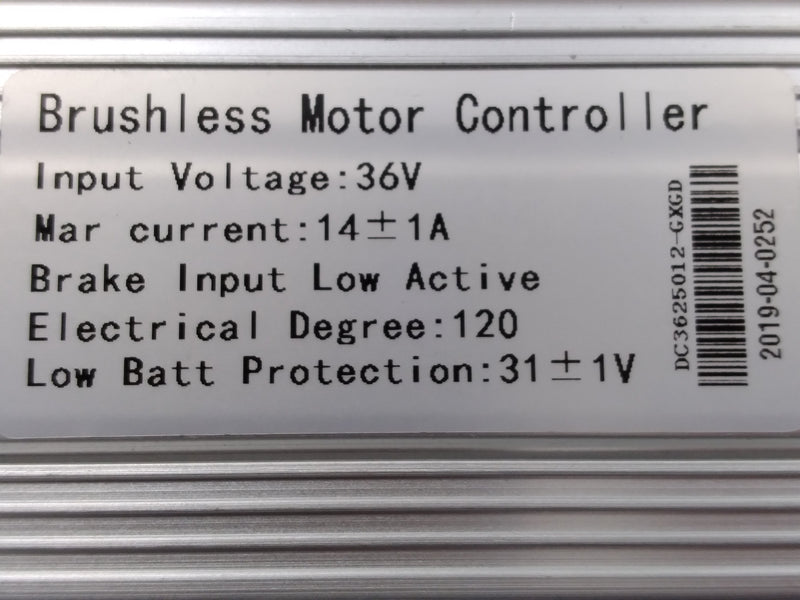 Brushless Motor Controller
Input Voltage:36V
Mar current:14±1A
Brake Input Low Active
Electrical Degree:120
Low Batt Protection:31±1V
DC3625012-GXGD
2019-04-0252